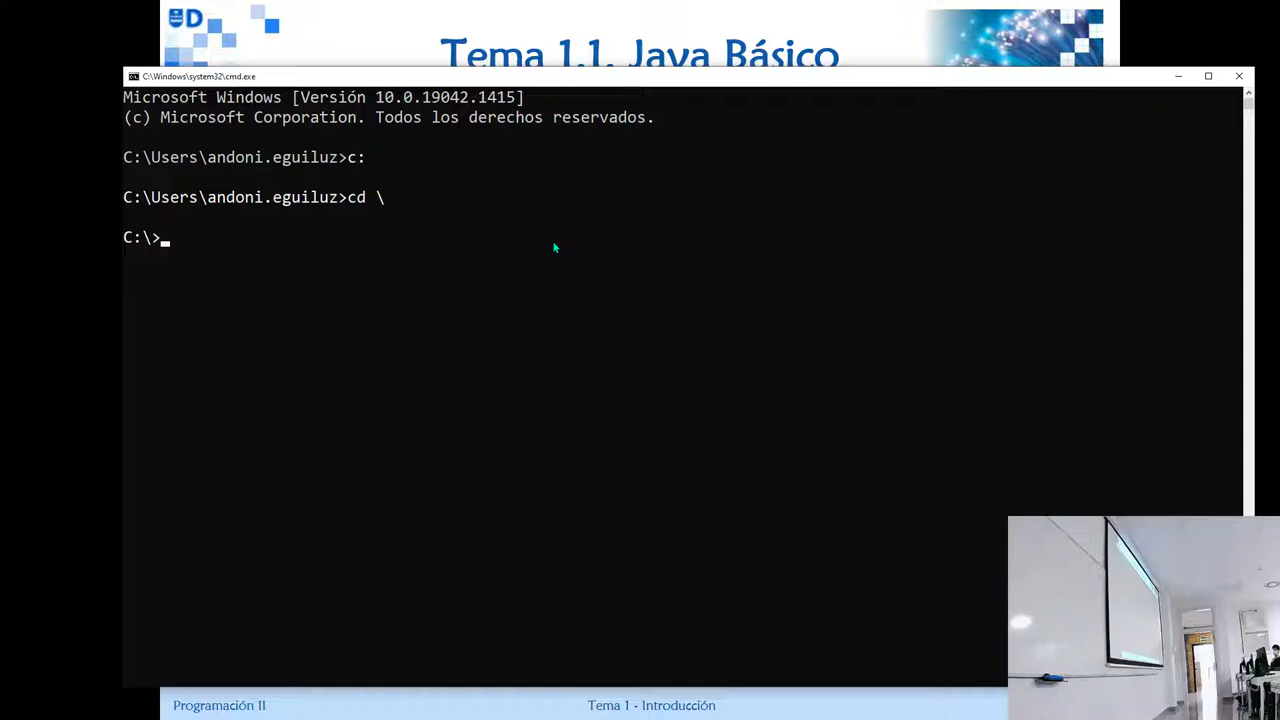 D
Tema 1.1. Java Básico
C:\Windows\system32\cmd.exe
Microsoft Windows [Versión 10.0.19042.1415]
(c) Microsoft Corporation. Todos los derechos reservados.
C:\Users\andoni.eguiluz>c:
C:\Users\andoni.eguiluz>cd \
C:\>
Programación II
Tema 1 - Introducción